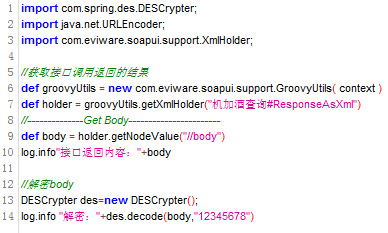 1 import com.spring.des.DESCrypter;
2 import java.net.URLEncoder;
3 import com.eviware.soapui.support.XmlHolder;
4
5 //获取接口调用返回的结果
6 def groovyUtils = new com.eviware.soapui.support.GroovyUtils( context )
7 def holder = groovyUtils.getXmlHolder("机加酒查询#ResponseAsXml")
8 //--------------Get Body-----------------------
9 def body = holder.getNodeValue("//body")
10 log.info"接口返回内容："+body
11
12 //解密body
13 DESCrypter des=new DESCrypter();
14 log.info "解密："+des.decode(body,"12345678")